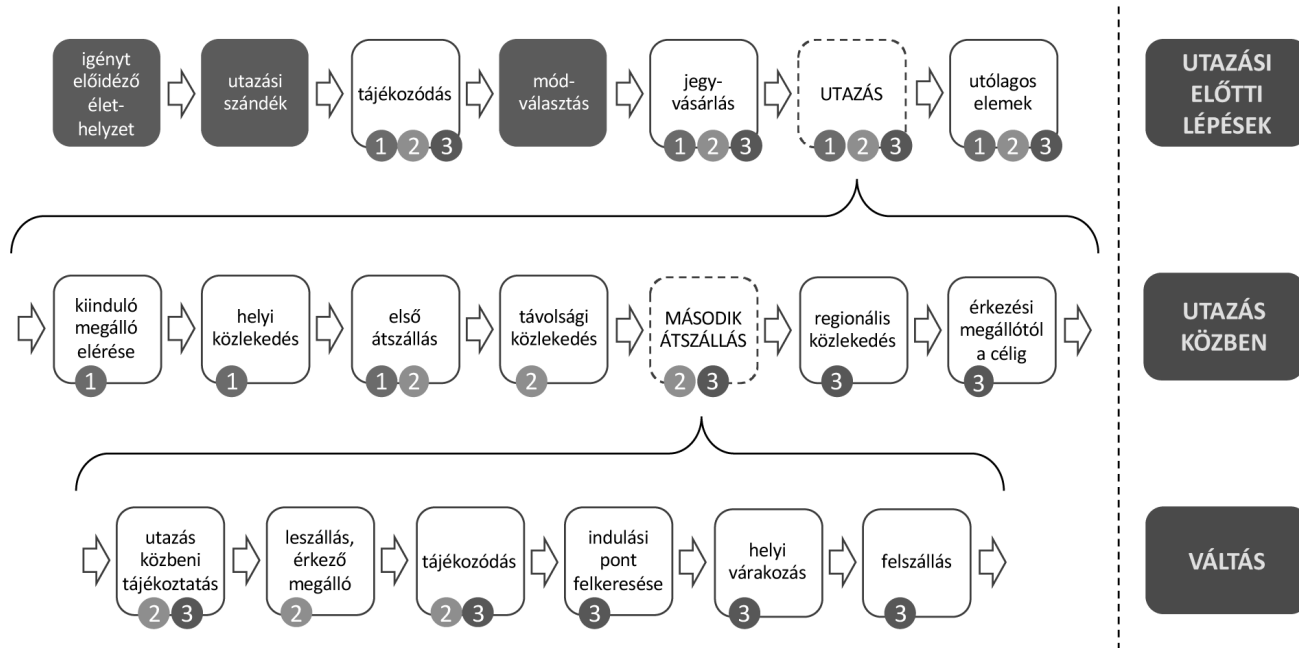 igényt
előidéző
élet-
helyzet
utazási
szándék
tájékozódás
1 2 3
mód-
választás
jegy-
vásárlás
1 2 3
UTAZÁS
1 2 3
utólagos
elemek
1 2 3
UTAZÁSI
ELŐTTI
LÉPÉSEK
kiinduló
megálló
elérése
1
helyi
közlekedés
1
első
átszállás
1 2
távolsági
közlekedés
2
MÁSODIK
ÁTSZÁLLÁS
2 3
regionális
közlekedés
3
érkezési
megállótól
a célig
3
UTAZÁS
KÖZBEN
utazás
közbeni
tájékoztatás
2 3
leszállás,
érkező
megálló
2
tájékozódás
2 3
indulási
pont
felkeresése
3
helyi
várakozás
3
felszállás
3
VÁLTÁS